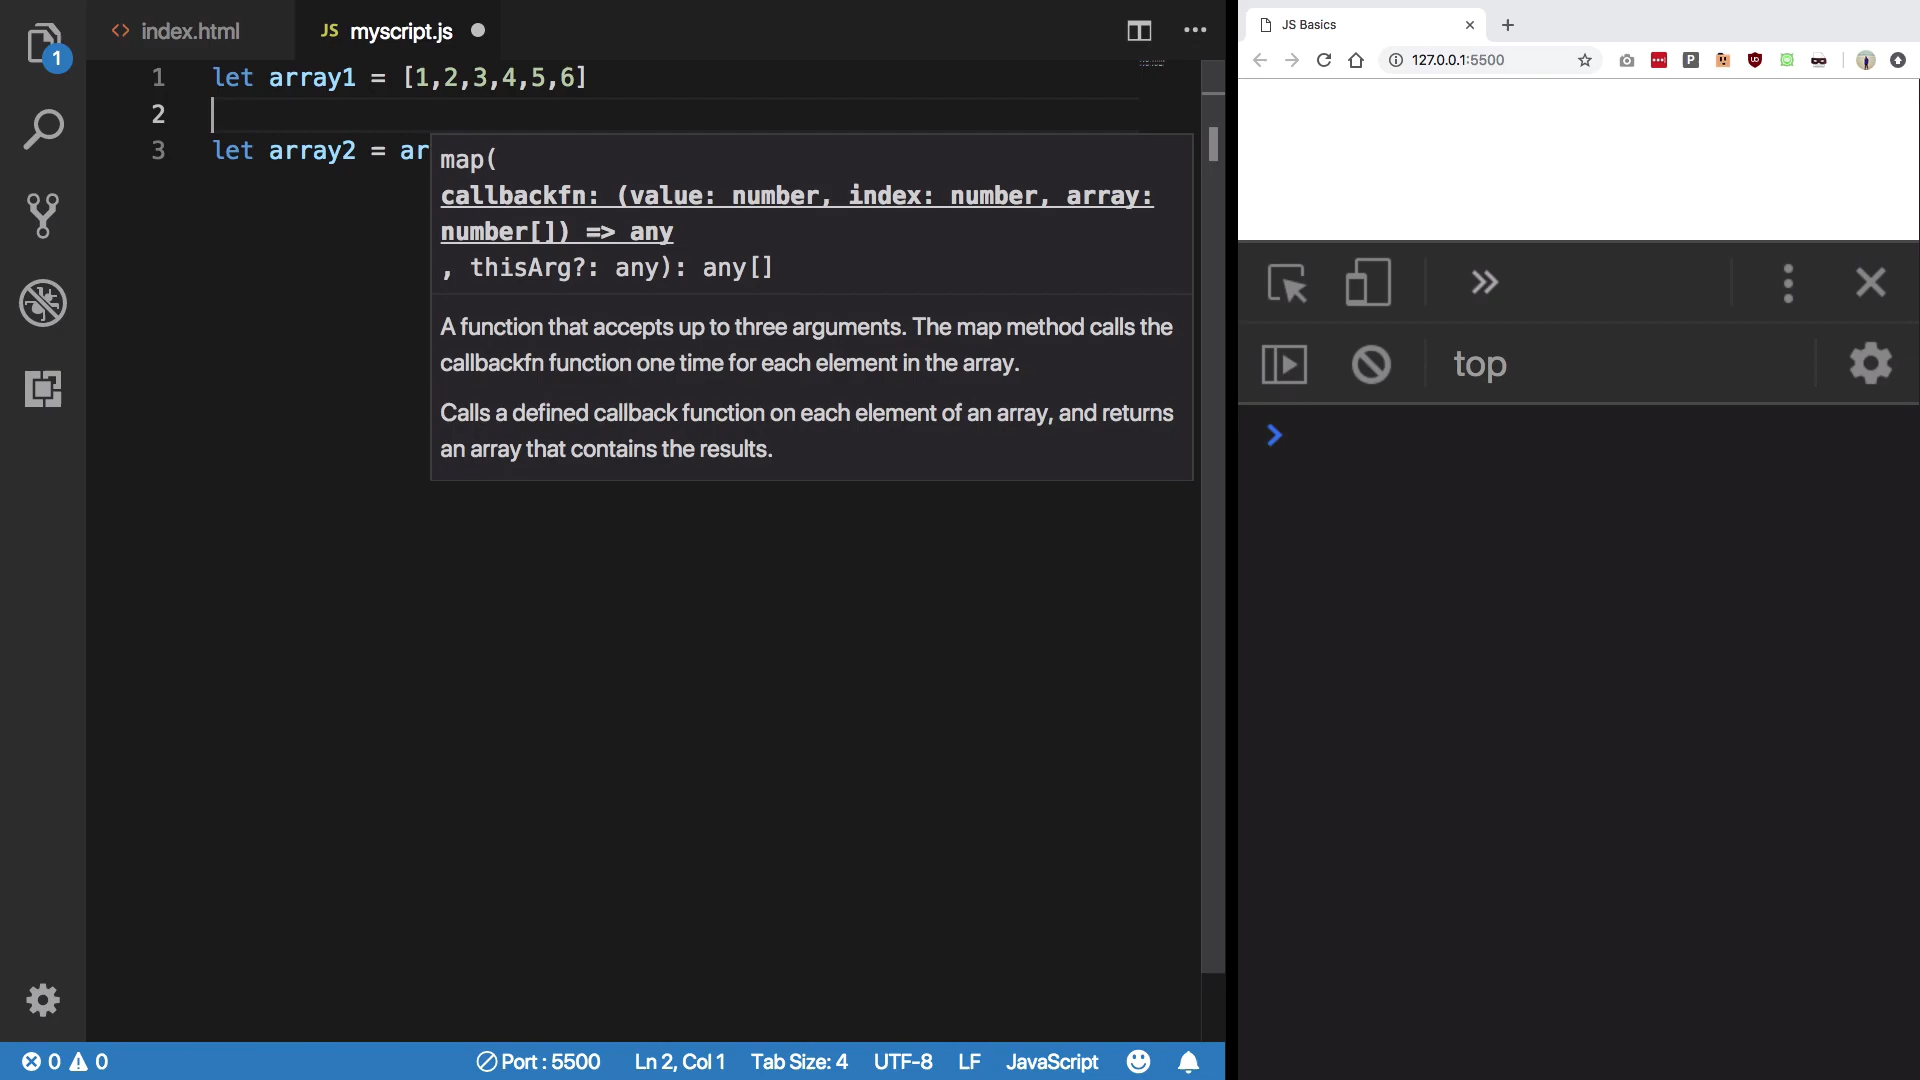 1
index.html
JS myscript.js
1 let array1 = [1,2,3,4,5,6]
2
3 let array2 = ar
map(
callbackfn: (value: number, index: number, array:
number[]) => any
, thisArg?: any): any[]
A function that accepts up to three arguments. The map method calls the
callbackfn function one time for each element in the array.
Calls a defined callback function on each element of an array, and returns
an array that contains the results.
0 0
Port : 5500
Ln 2, Col 1
Tab Size: 4
UTF-8
LF
JavaScript
JS Basics
127.0.0.1:5500
P
top